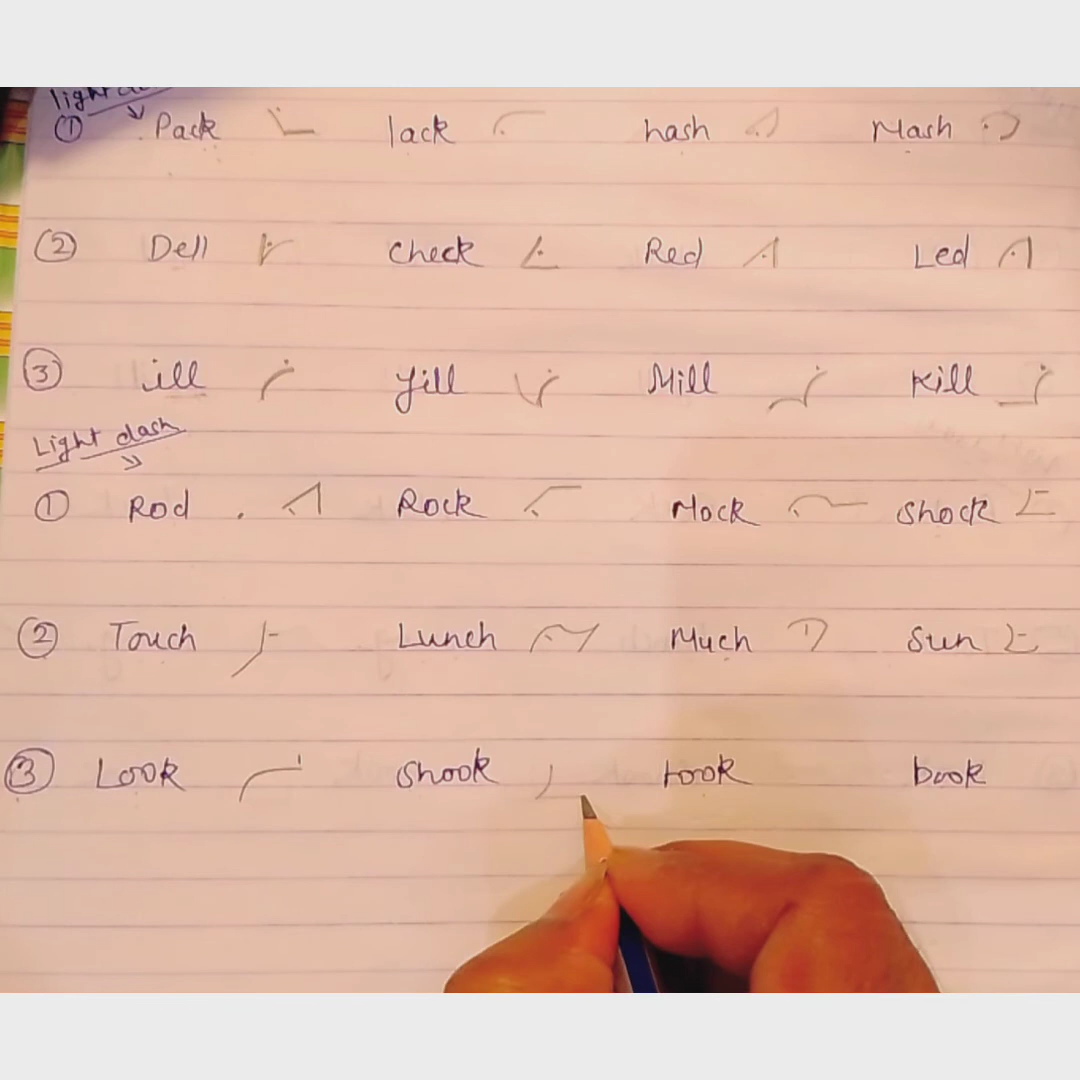 light
① Pack lack hash Mash
② Dell Check Red Led
③ ill Jill Mill Kill
Light dash
① Rod . Rock Mock Shock
② Touch Lunch Much Sun
③ Look Shook took book